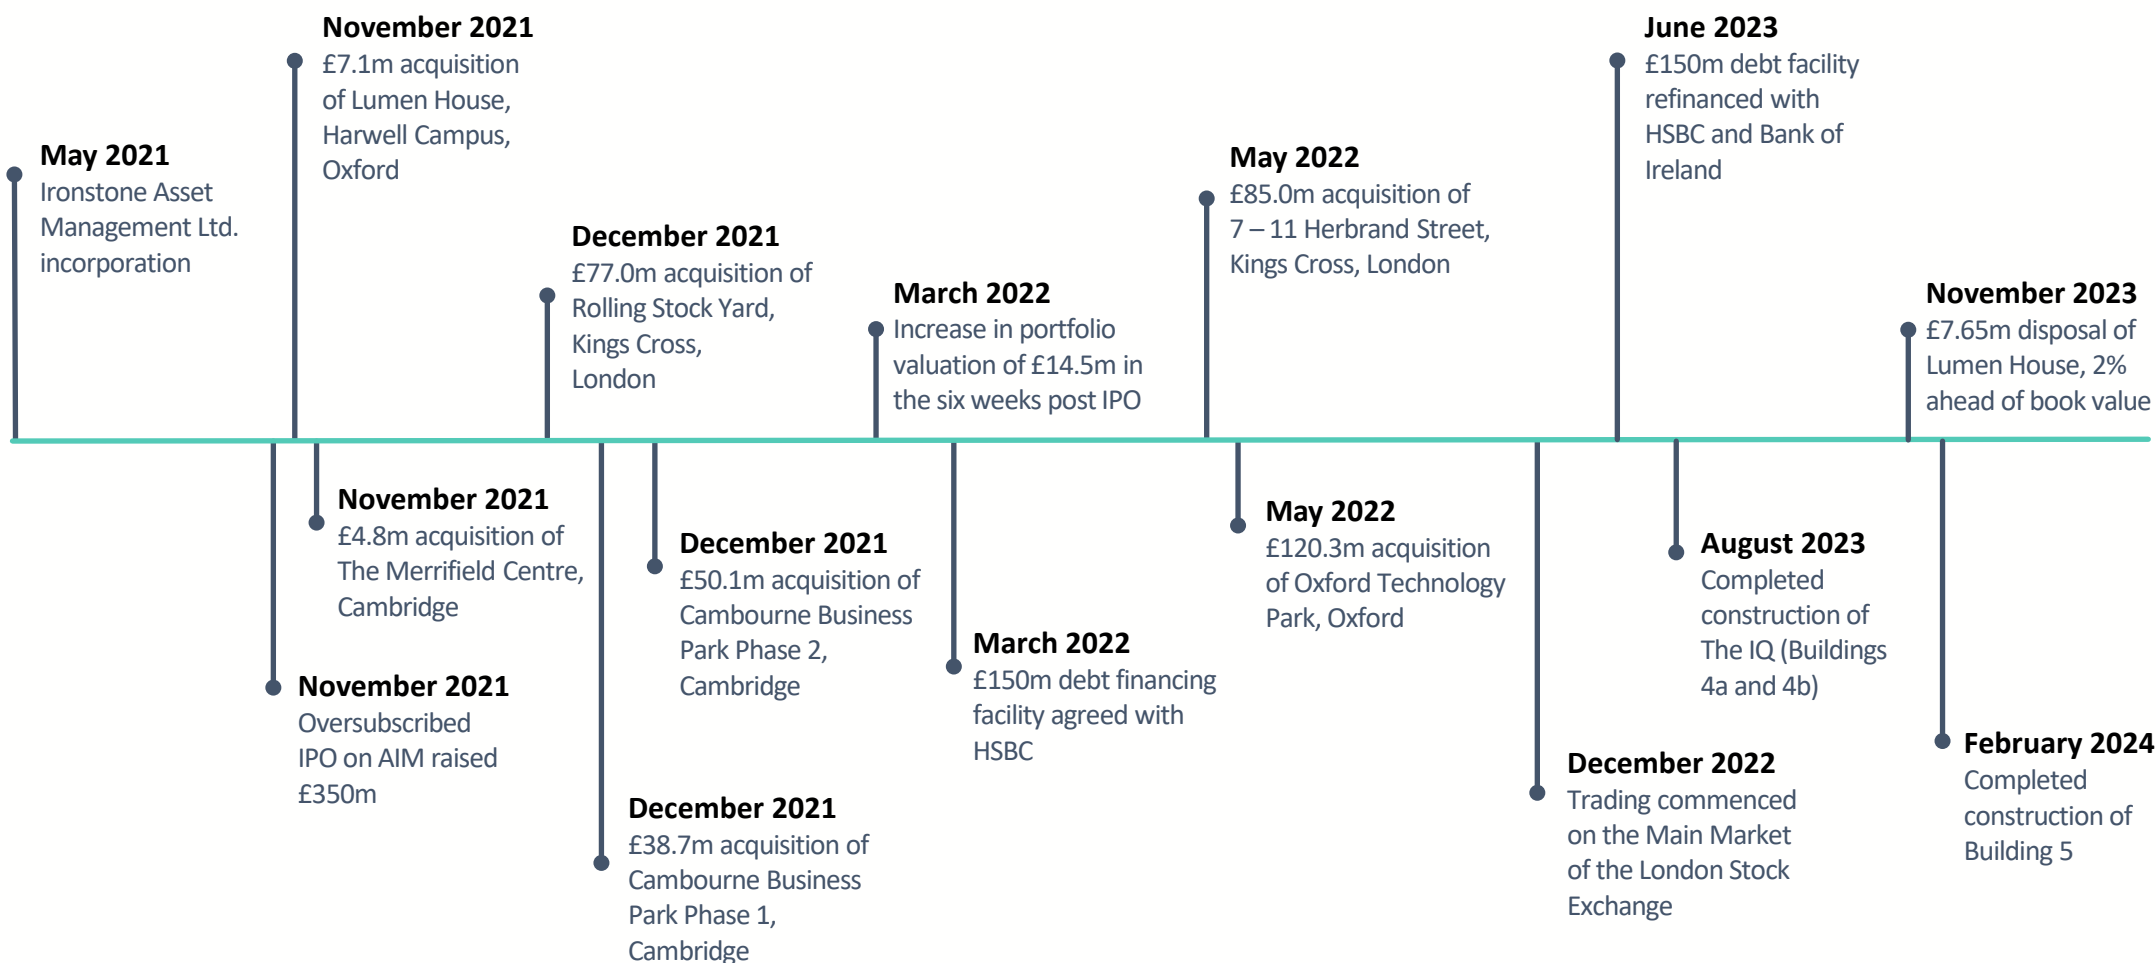 May 2021
Ironstone Asset
Management Ltd.
incorporation
November 2021
Oversubscribed
IPO on AIM raised
£350m
November 2021
£7.1m acquisition
of Lumen House,
Harwell Campus,
Oxford
November 2021
£4.8m acquisition of
The Merrifield Centre,
Cambridge
December 2021
£77.0m acquisition of
Rolling Stock Yard,
Kings Cross,
London
December 2021
£38.7m acquisition of
Cambourne Business
Park Phase 1,
Cambridge
December 2021
£50.1m acquisition of
Cambourne Business
Park Phase 2,
Cambridge
March 2022
Increase in portfolio
valuation of £14.5m in
the six weeks post IPO
March 2022
£150m debt financing
facility agreed with
HSBC
May 2022
£85.0m acquisition of
7 – 11 Herbrand Street,
Kings Cross, London
May 2022
£120.3m acquisition
of Oxford Technology
Park, Oxford
December 2022
Trading commenced
on the Main Market
of the London Stock
Exchange
June 2023
£150m debt facility
refinanced with
HSBC and Bank of
Ireland
August 2023
Completed
construction of
The IQ (Buildings
4a and 4b)
November 2023
£7.65m disposal of
Lumen House, 2%
ahead of book value
February 2024
Completed
construction of
Building 5